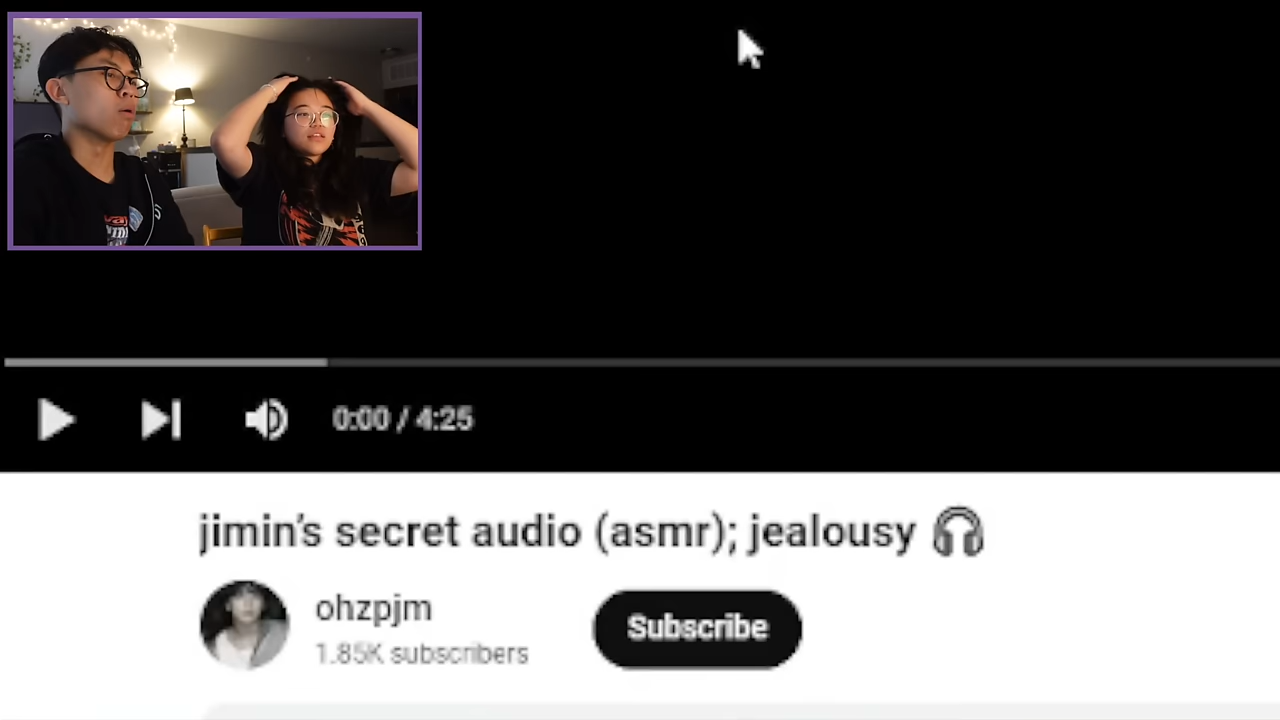 0:00 / 4:25
jimin's secret audio (asmr); jealousy 🎧
ohzpjm
Subscribe
1.85K subscribers